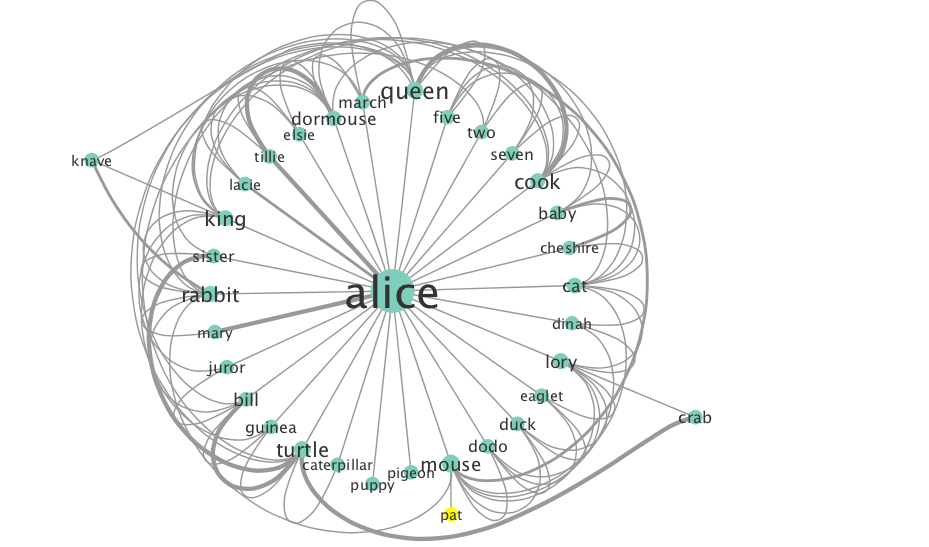 queen
march
five
dormouse
two
elsie
seven
tillie
knave
cook
lacie
baby
king
cheshire
sister
cat
alice
rabbit
dinah
mary
lory
juror
eaglet
bill
crab
duck
guinea
dodo
turtle
caterpillar
mouse
pigeon
puppy
pat